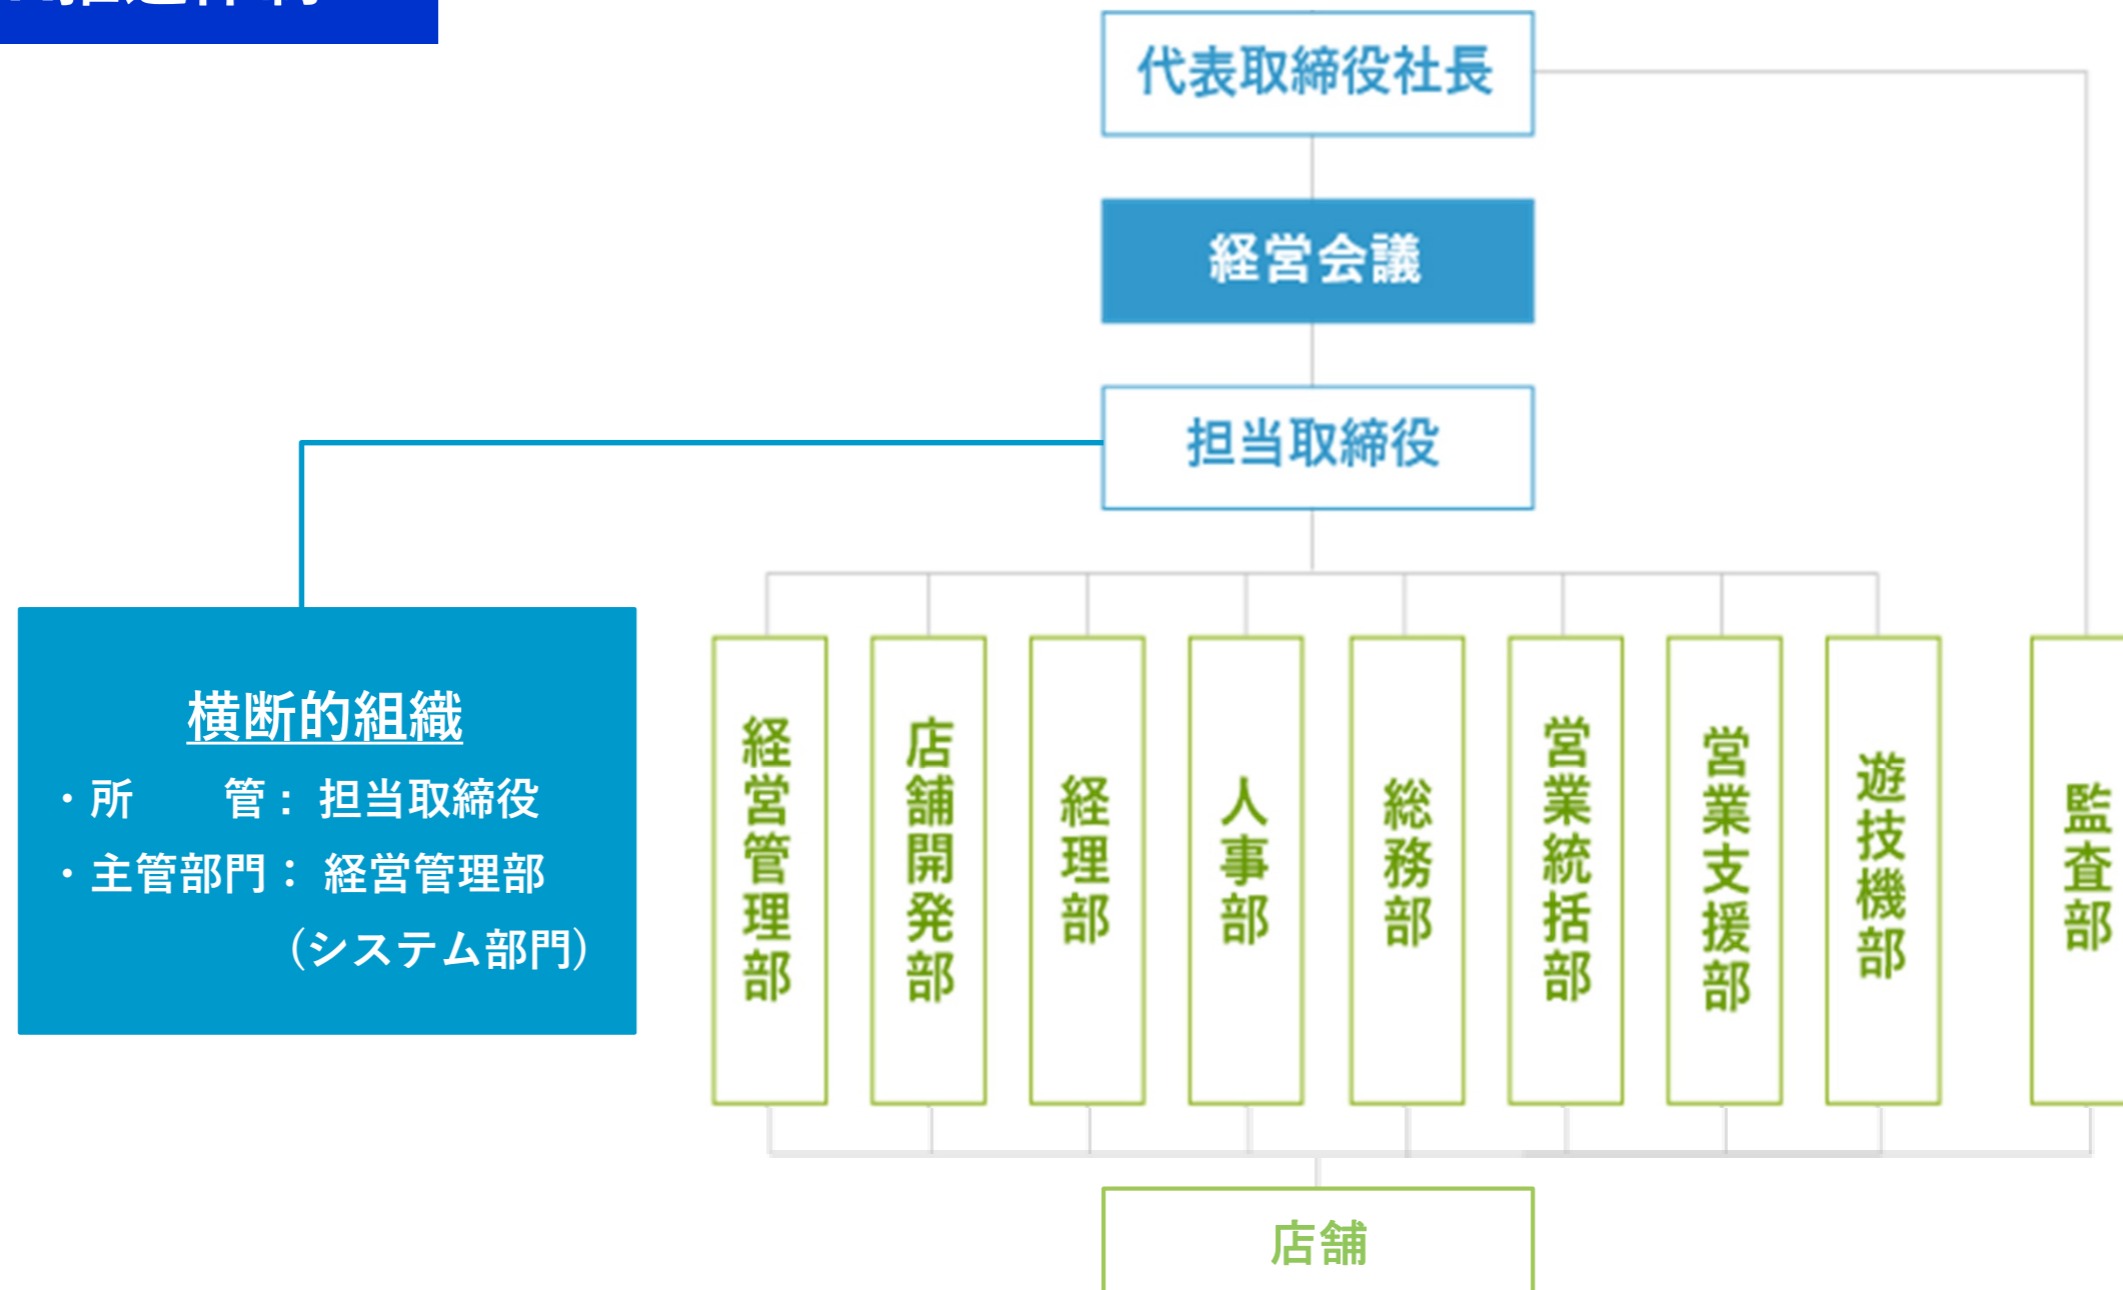 推進体制
代表取締役社長
経営会議
担当取締役
横断的組織
・所　　管： 担当取締役
・主管部門： 経営管理部
（システム部門）
経営管理部
店舗開発部
経理部
人事部
総務部
営業統括部
営業支援部
遊技機部
監査部
店舗